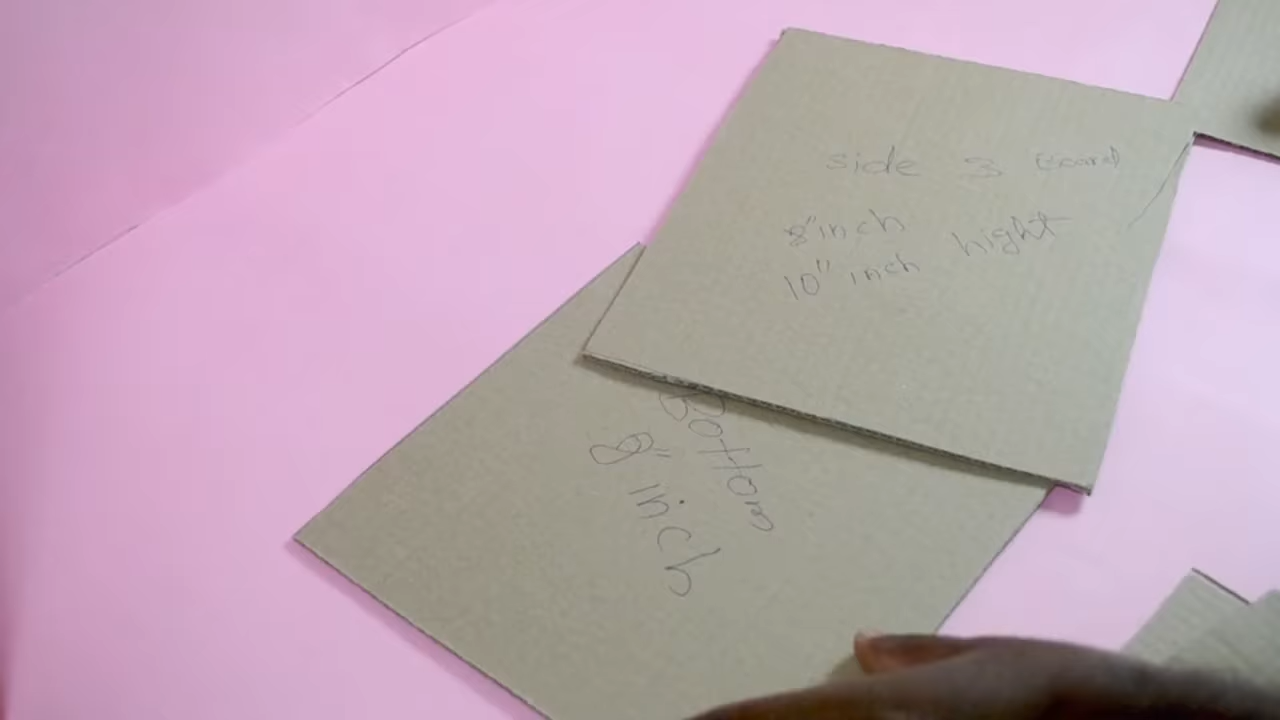 side 3
8" inch
10" inch hight
Bottom
8" inch